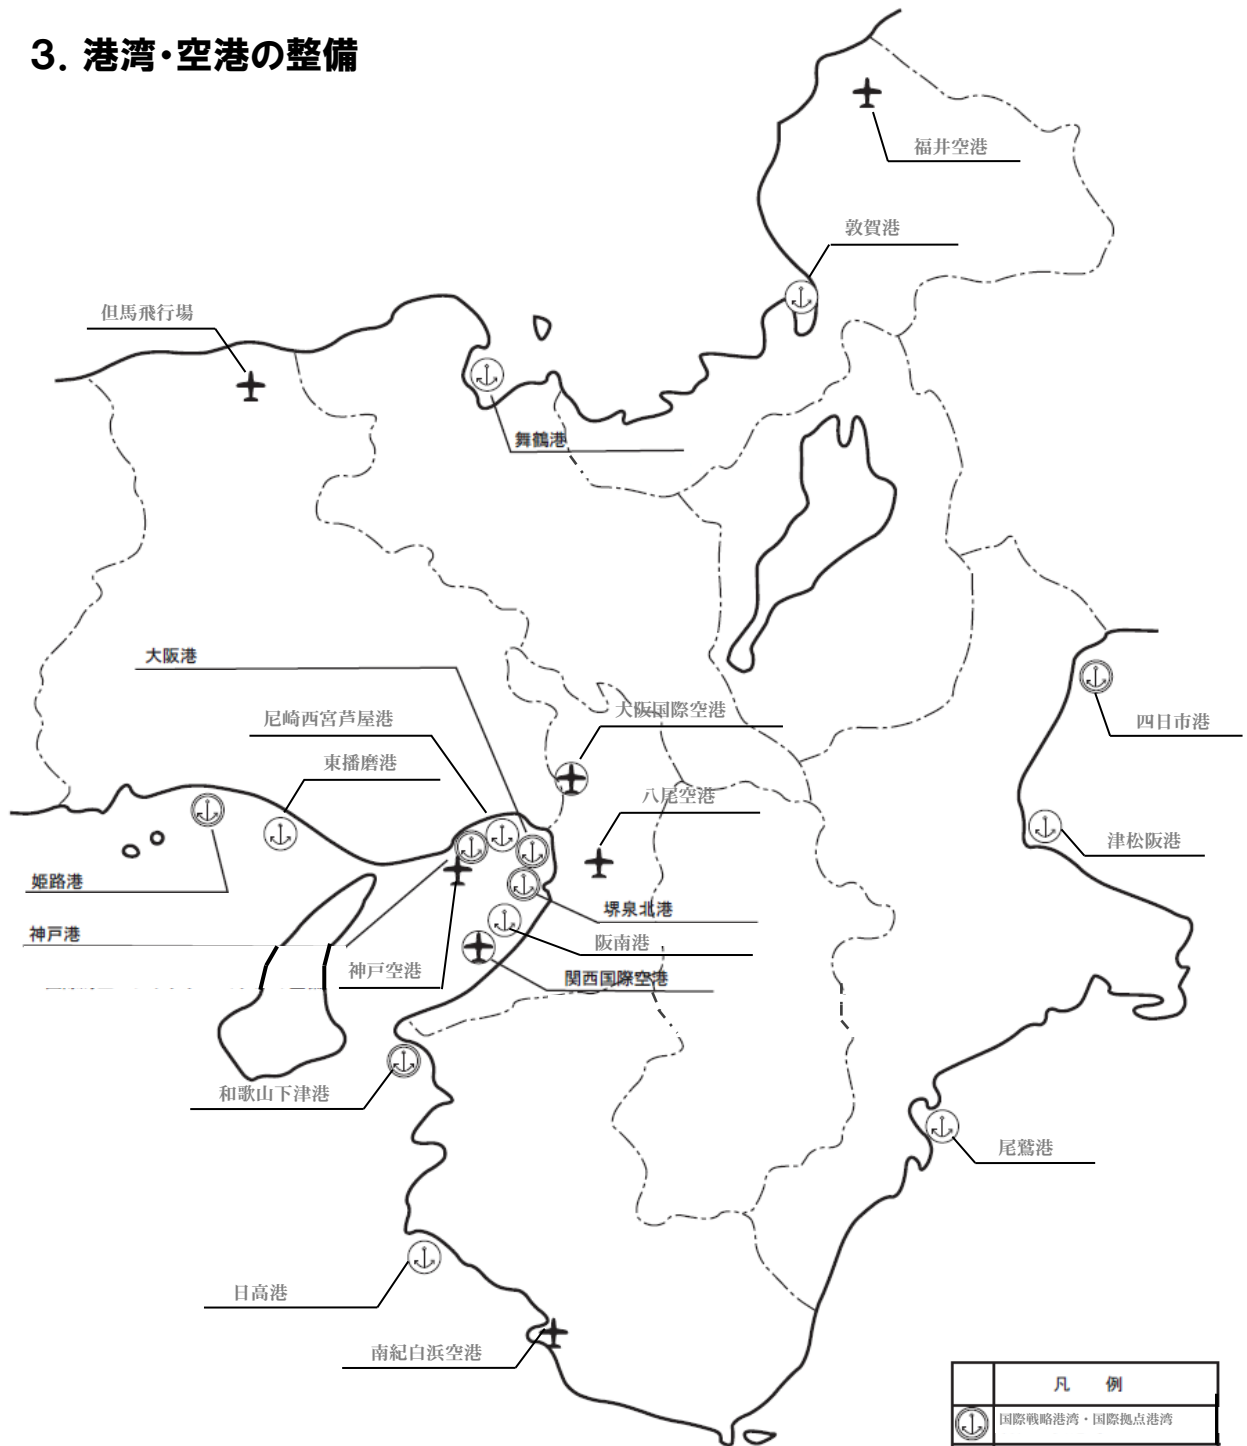 3. 港湾・空港の整備
福井空港
敦賀港
但馬飛行場
舞鶴港
大阪港
尼崎西宮芦屋港
大阪国際空港
四日市港
東播磨港
八尾空港
津松阪港
姫路港
堺泉北港
神戸港
阪南港
神戸空港
関西国際空港
和歌山下津港
尾鷲港
日高港
南紀白浜空港
凡 例
国際戦略港湾・国際拠点港湾